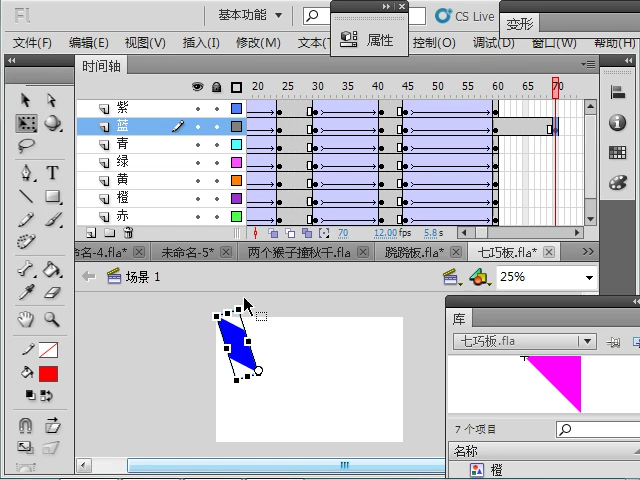 Fl
基本功能
CS Live
变形
文件(F) 编辑(E) 视图(V) 插入(I) 修改(M) 文本(T 控制(O) 调试(D) 窗口(W) 帮助(H)
属性
时间轴
20 25 30 35 40 45 50 55 60 65 70
紫
蓝
青
绿
黄
橙
赤
70 12.00fps 5.8s
命名-4.fla* 未命名-5* 两个猴子撞秋千.fla 跷跷板.fla* 七巧板.fla*
场景 1
25%
库
七巧板.fla
7 个项目
名称
橙